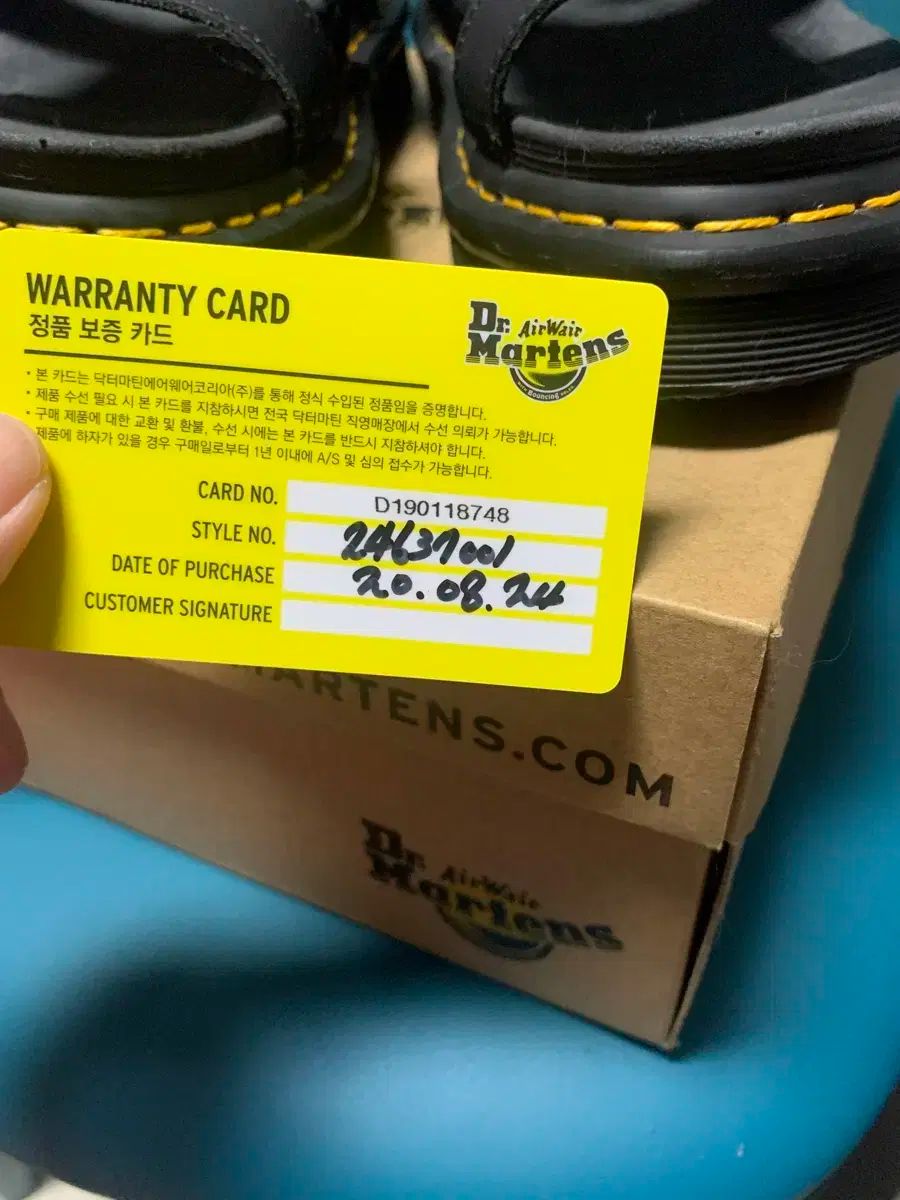 WARRANTY CARD
정품 보증 카드
Dr. AirWair
Martens
With Bouncing Soles
• 본 카드는 닥터마틴에어웨어코리아(주)를 통해 정식 수입된 정품임을 증명합니다.
• 제품 수선 필요 시 본 카드를 지참하시면 전국 닥터마틴 직영매장에서 수선 의뢰가 가능합니다.
• 구매 제품에 대한 교환 및 환불, 수선 시에는 본 카드를 반드시 지참하셔야 합니다.
제품에 하자가 있을 경우 구매일로부터 1년 이내에 A/S 및 심의 접수가 가능합니다.
CARD NO. D190118748
STYLE NO. 24637001
DATE OF PURCHASE 20.08.24
CUSTOMER SIGNATURE
MARTENS.COM
Dr. AirWair
Martens